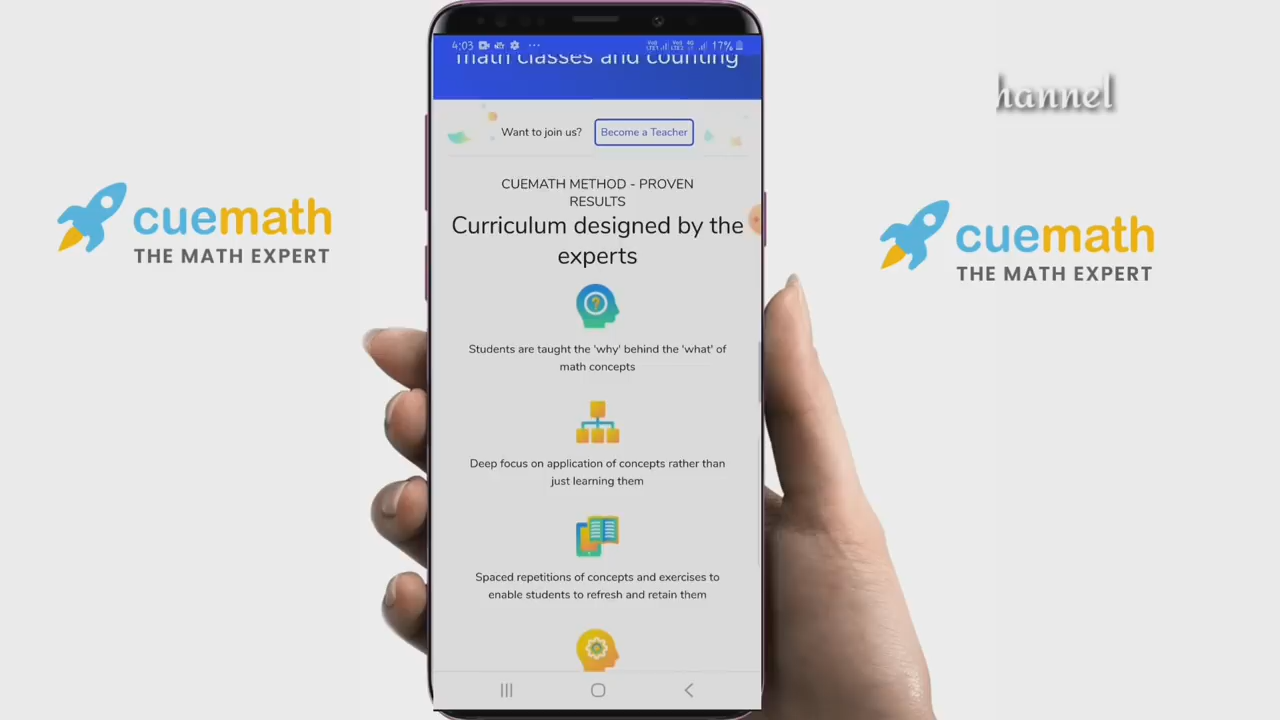 4:03
17%
math classes and counting
hannel
Want to join us?
Become a Teacher
CUEMATH METHOD - PROVEN
RESULTS
Curriculum designed by the
experts
cuemath
THE MATH EXPERT
cuemath
THE MATH EXPERT
Students are taught the 'why' behind the 'what' of
math concepts
Deep focus on application of concepts rather than
just learning them
Spaced repetitions of concepts and exercises to
enable students to refresh and retain them